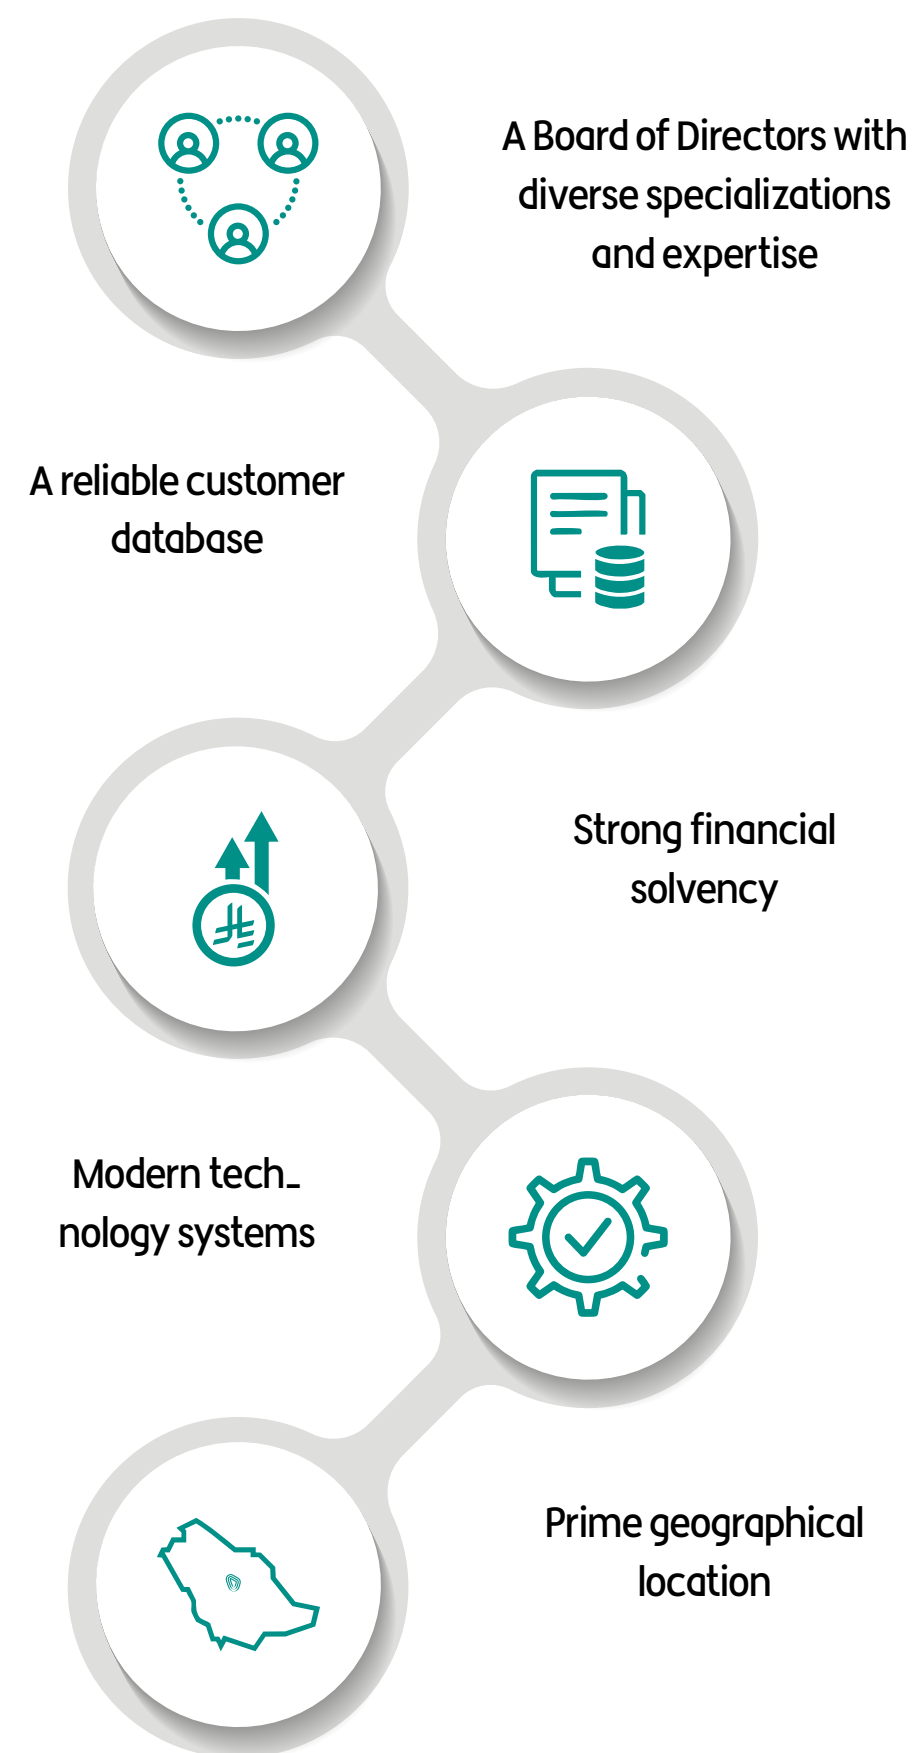 A Board of Directors with
diverse specializations
and expertise
A reliable customer
database
Strong financial
solvency
Modern tech_
nology systems
Prime geographical
location